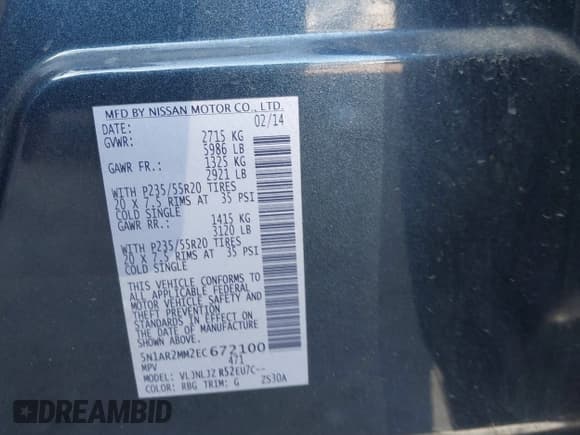 MFD BY NISSAN MOTOR CO., LTD.
DATE: 02/14
GVWR: 2715 KG
5986 LB
GAWR FR.: 1325 KG
2921 LB
WITH P235/55R20 TIRES
20 X 7.5 RIMS AT 35 PSI
COLD SINGLE
GAWR RR.: 1415 KG
3120 LB
WITH P235/55R20 TIRES
20 X 7.5 RIMS AT 35 PSI
COLD SINGLE
THIS VEHICLE CONFORMS TO
ALL APPLICABLE FEDERAL
MOTOR VEHICLE SAFETY AND
THEFT PREVENTION
STANDARDS IN EFFECT ON
THE DATE OF MANUFACTURE
SHOWN ABOVE.
5N1AR2MM2EC672100
MPV 471
MODEL: VLJNLJZ R52EU7C--
COLOR: RBG TRIM: G ZS30A
DREAMBID